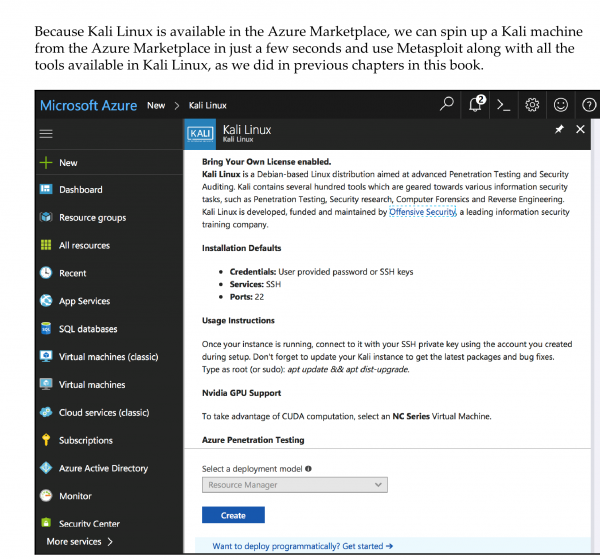 Because Kali Linux is available in the Azure Marketplace, we can spin up a Kali machine
from the Azure Marketplace in just a few seconds and use Metasploit along with all the
tools available in Kali Linux, as we did in previous chapters in this book.
Microsoft Azure New > Kali Linux
2
KALI Kali Linux
Kali Linux
New
Dashboard
Resource groups
All resources
Recent
App Services
SQL databases
Virtual machines (classic)
Virtual machines
Cloud services (classic)
Subscriptions
Azure Active Directory
Monitor
Security Center
More services >
Bring Your Own License enabled.
Kali Linux is a Debian-based Linux distribution aimed at advanced Penetration Testing and Security
Auditing. Kali contains several hundred tools which are geared towards various information security
tasks, such as Penetration Testing, Security research, Computer Forensics and Reverse Engineering.
Kali Linux is developed, funded and maintained by Offensive Security, a leading information security
training company.
Installation Defaults
• Credentials: User provided password or SSH keys
• Services: SSH
• Ports: 22
Usage Instructions
Once your instance is running, connect to it with your SSH private key using the account you created
during setup. Don't forget to update your Kali instance to get the latest packages and bug fixes.
Type as root (or sudo): apt update && apt dist-upgrade.
Nvidia GPU Support
To take advantage of CUDA computation, select an NC Series Virtual Machine.
Azure Penetration Testing
Select a deployment model
Resource Manager
Create
Want to deploy programmatically? Get started →